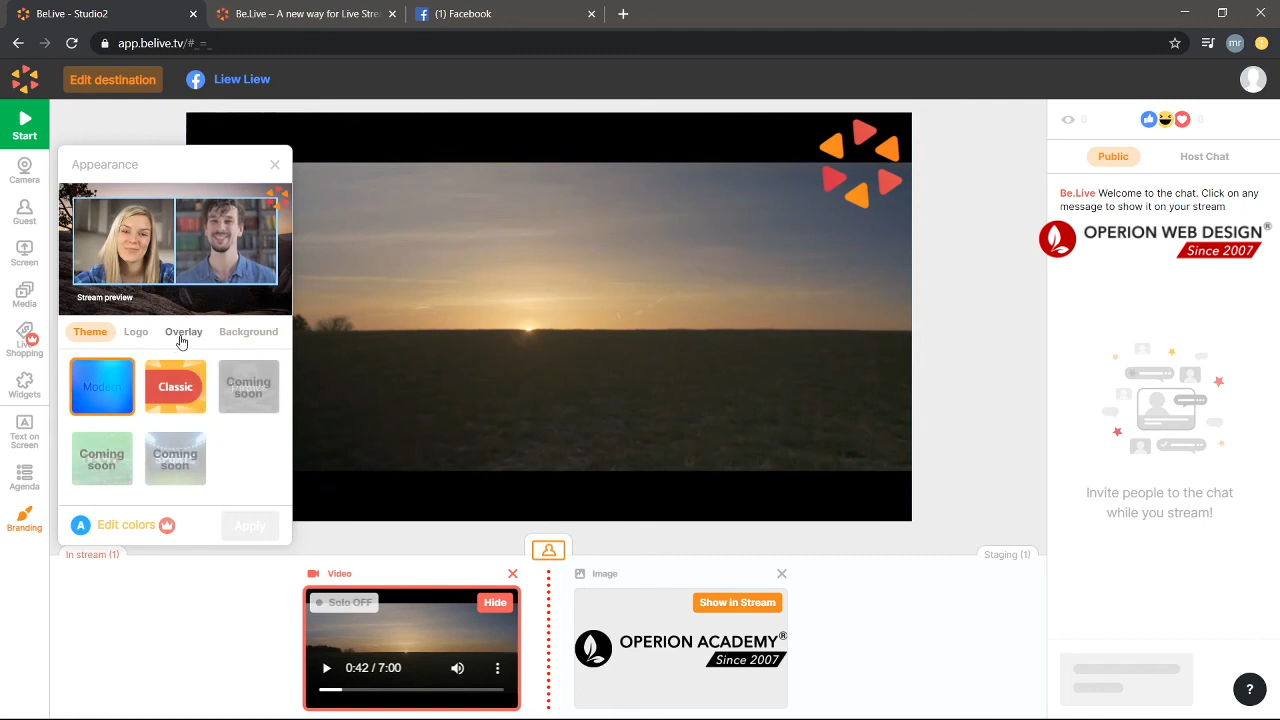 BeLive - Studio2
BeLive – A new way for Live Stre
(1) Facebook
app.belive.tv/#_=_
mr
Edit destination
Liew Liew
Start
Camera
Guest
Screen
Media
Live
Shopping
Widgets
Text on
Screen
Agenda
Branding
Appearance
Stream preview
Theme
Logo
Overlay
Background
Modern
Classic
Coming
soon
Coming
soon
Coming
soon
A
Edit colors
Apply
In stream (1)
Staging (1)
Video
Solo OFF
Hide
0:42 / 7:00
Image
Show in Stream
OPERION ACADEMY®
Since 2007
0
0
Public
Host Chat
Be.Live Welcome to the chat. Click on any
message to show it on your stream
OPERION WEB DESIGN®
Since 2007
Invite people to the chat
while you stream!
?